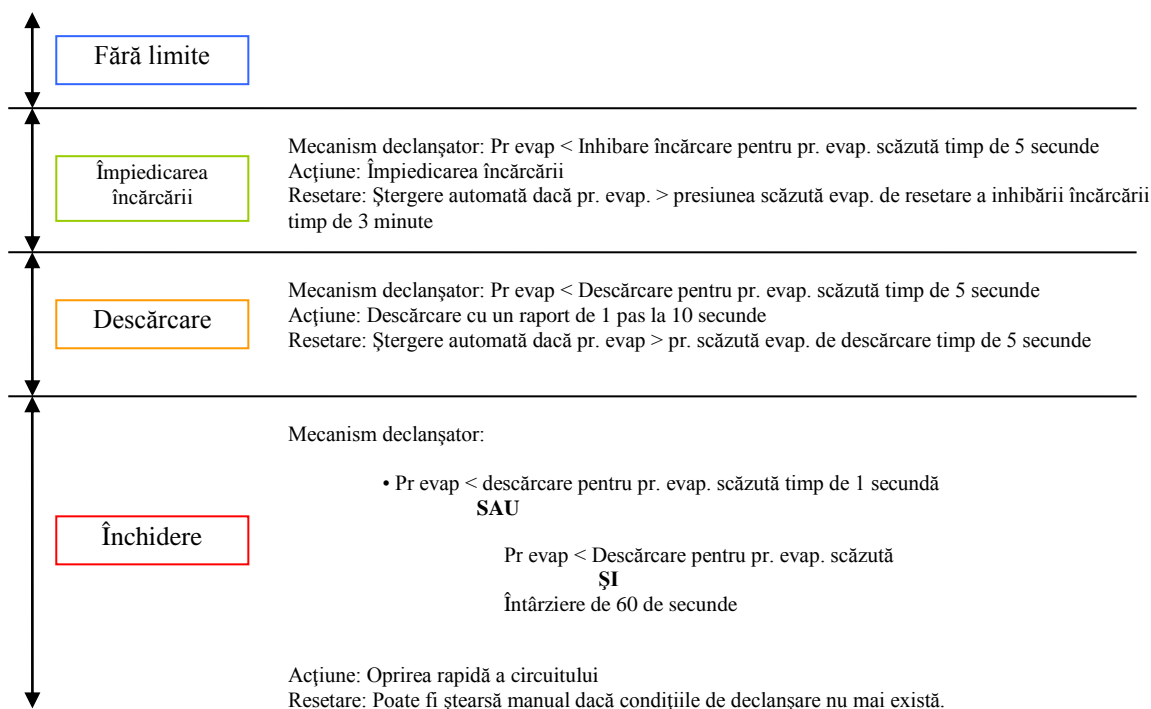 Fără limite
Împiedicarea
încărcării
Mecanism declanşator: Pr evap < Inhibare încărcare pentru pr. evap. scăzută timp de 5 secunde
Acţiune: Împiedicarea încărcării
Resetare: Ştergere automată dacă pr. evap. > presiunea scăzută evap. de resetare a inhibării încărcării
timp de 3 minute
Descărcare
Mecanism declanşator: Pr evap < Descărcare pentru pr. evap. scăzută timp de 5 secunde
Acţiune: Descărcare cu un raport de 1 pas la 10 secunde
Resetare: Ştergere automată dacă pr. evap > pr. scăzută evap. de descărcare timp de 5 secunde
Închidere
Mecanism declanşator:
• Pr evap < descărcare pentru pr. evap. scăzută timp de 1 secundă
SAU
Pr evap < Descărcare pentru pr. evap. scăzută
ŞI
Întârziere de 60 de secunde
Acţiune: Oprirea rapidă a circuitului
Resetare: Poate fi ştearsă manual dacă condiţiile de declanşare nu mai există.